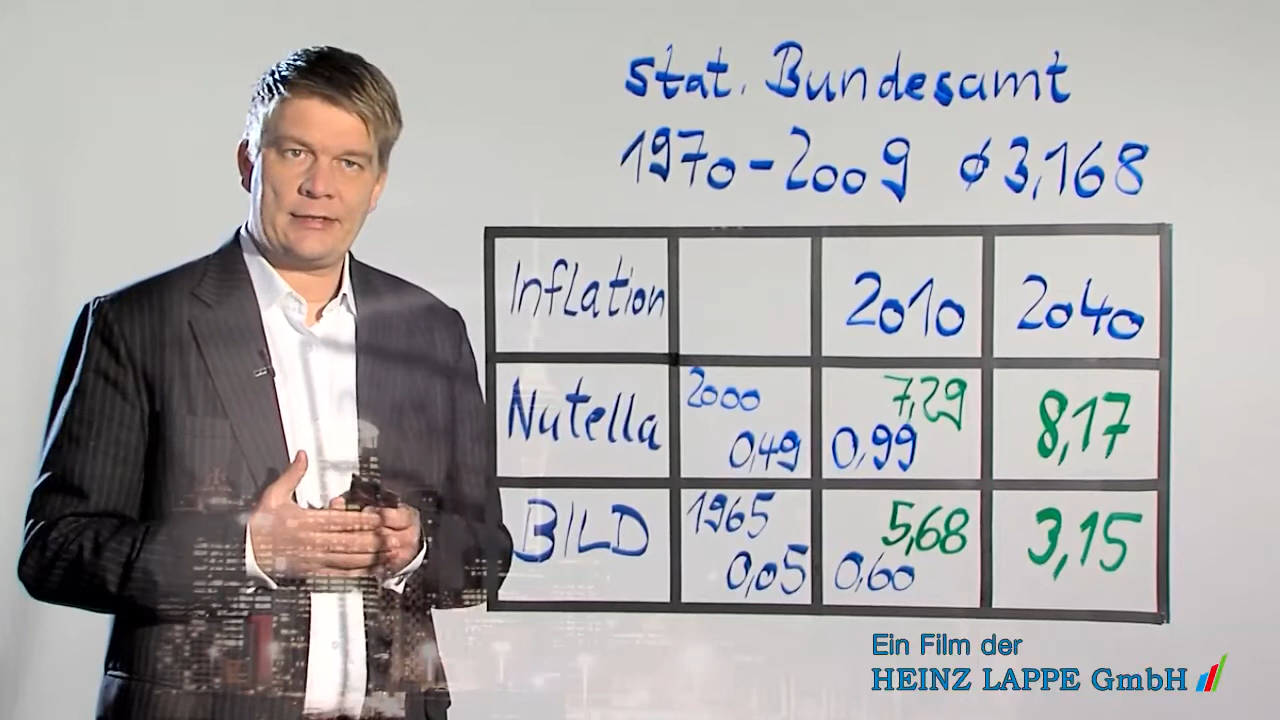 stat. Bundesamt
1970-2009 ø 3,168
Inflation 2010 2040
Nutella 2000 0,49 7,29 0,99 8,17
BILD 1965 0,05 5,68 0,60 3,15
Ein Film der
HEINZ LAPPE GmbH